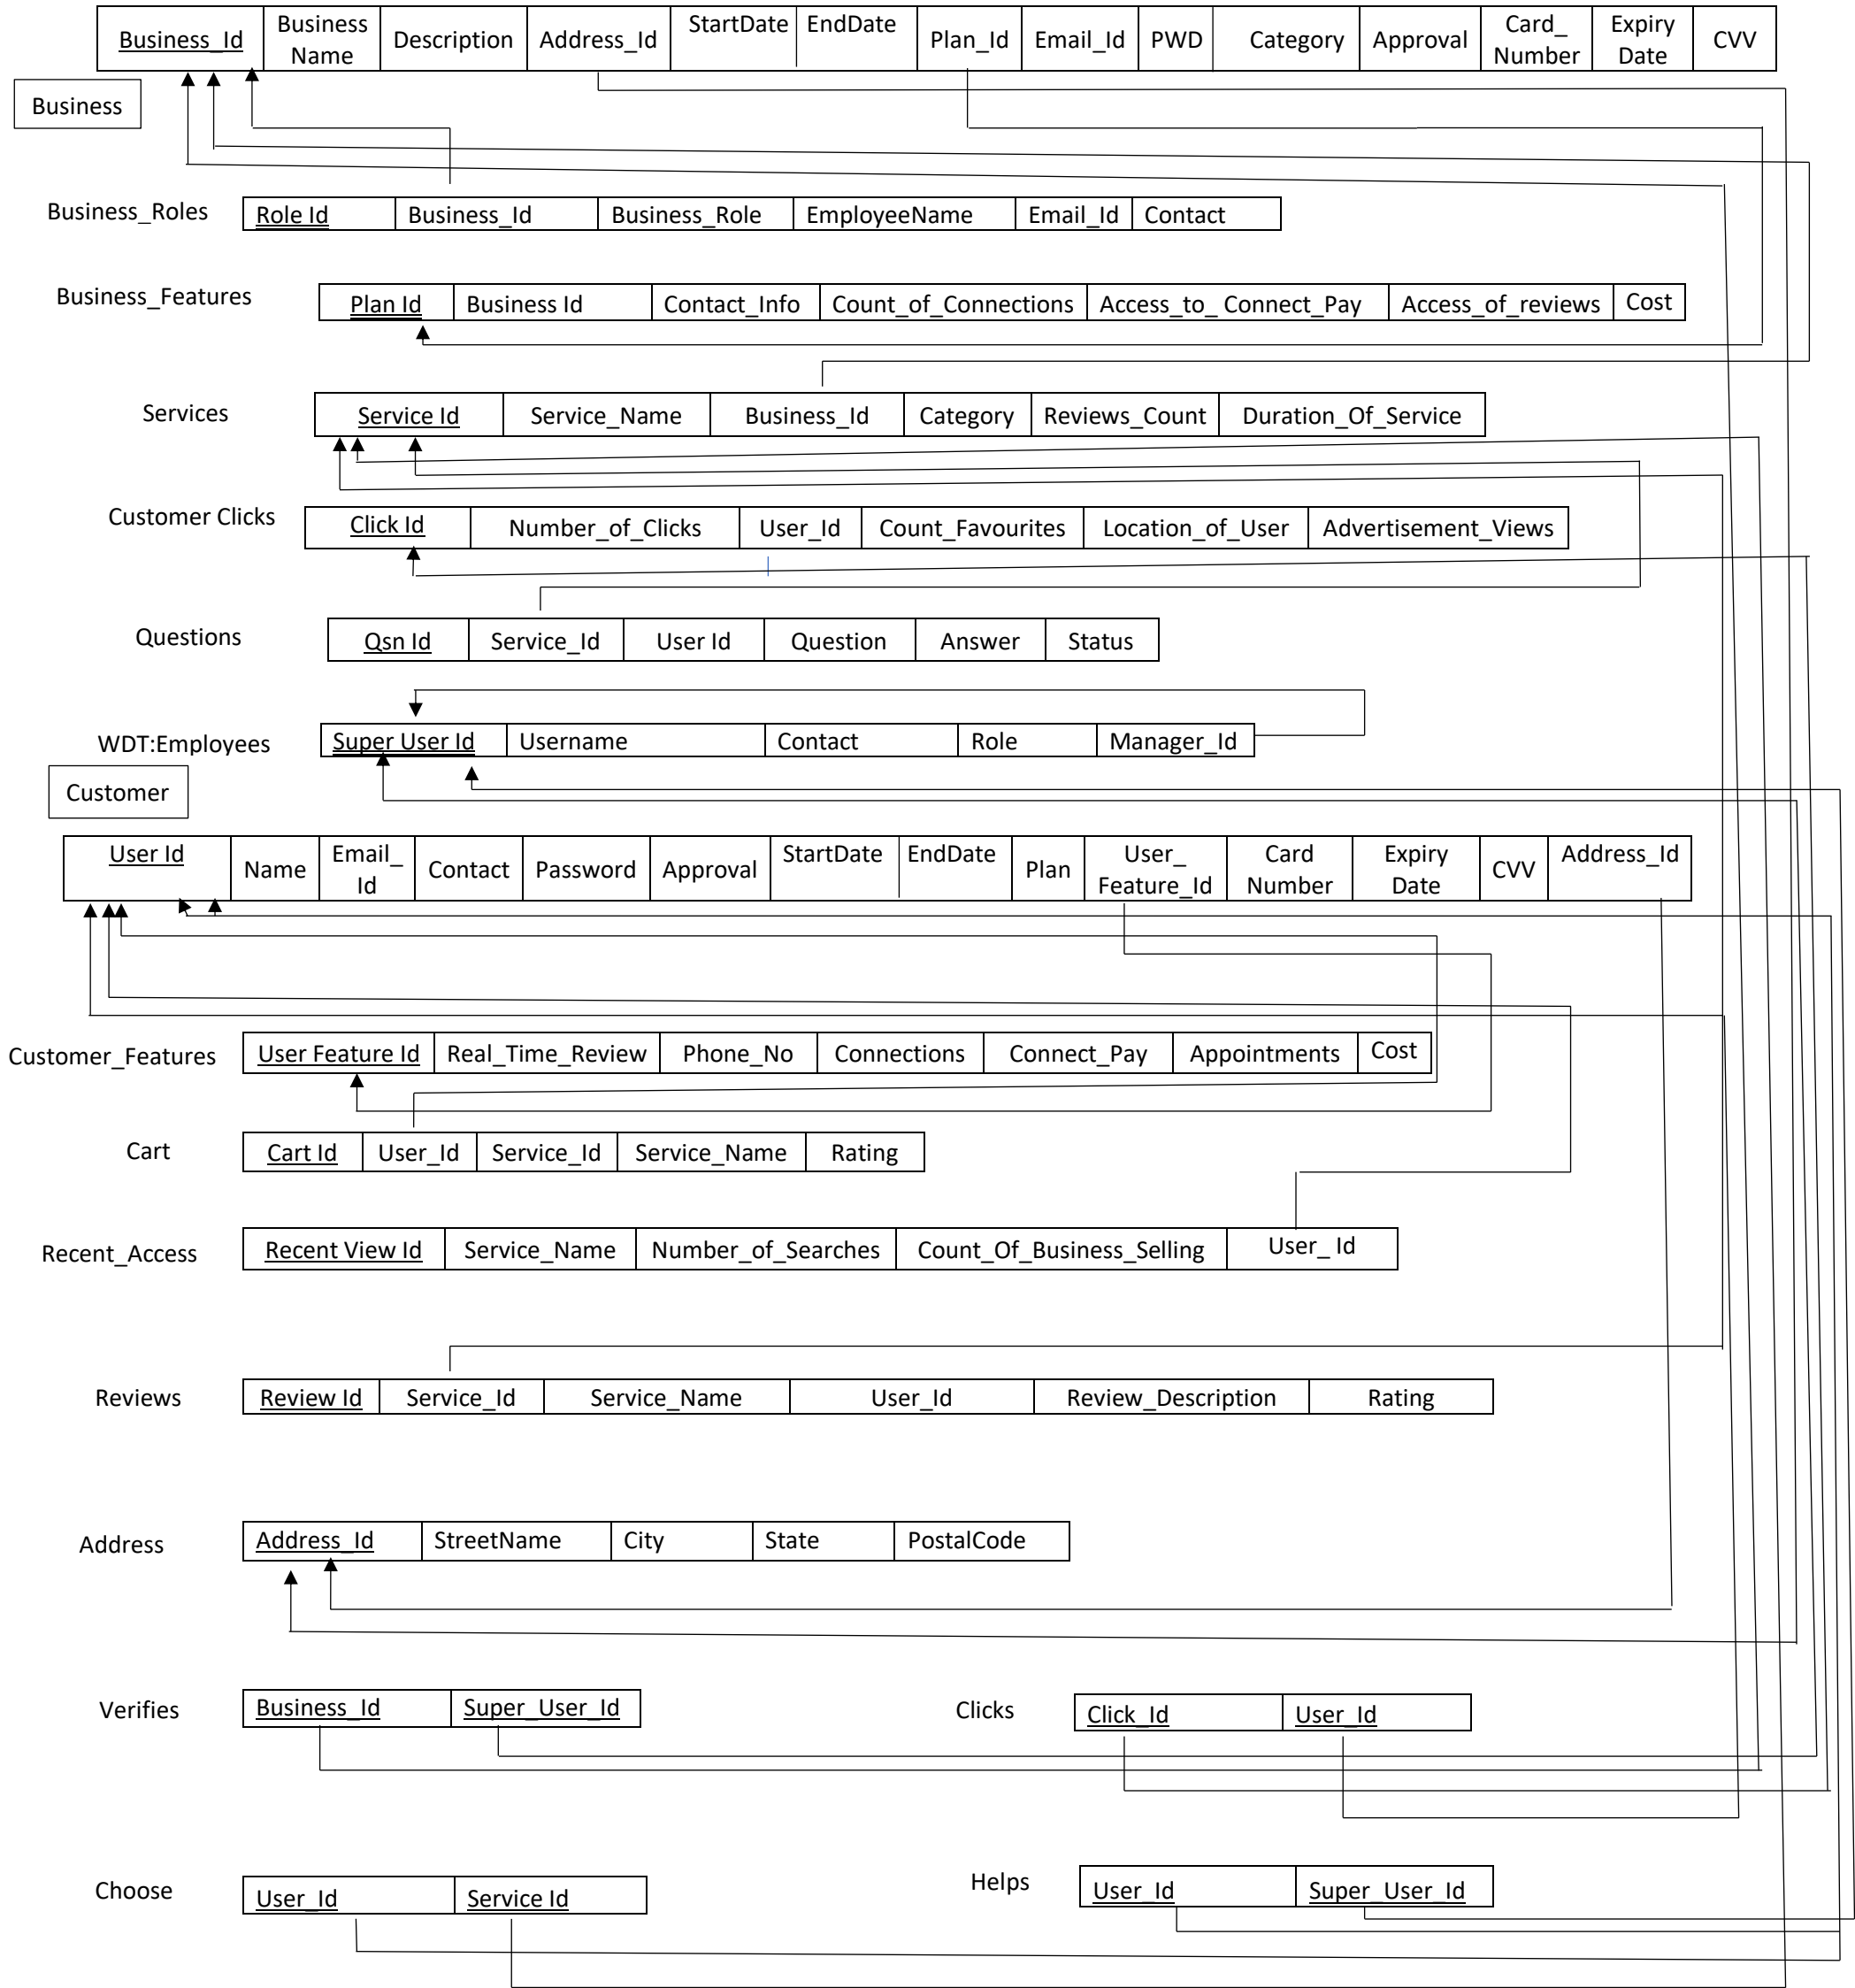 Business_Id Business Name Description Address_Id StartDate EndDate Plan_Id Email_Id PWD Category Approval Card_ Number Expiry Date CVV
Business
Business_Roles Role Id Business_Id Business_Role EmployeeName Email_Id Contact
Business_Features Plan Id Business Id Contact_Info Count_of_Connections Access_to_ Connect_Pay Access_of_reviews Cost
Services Service Id Service_Name Business_Id Category Reviews_Count Duration_Of_Service
Customer Clicks Click Id Number_of_Clicks User_Id Count_Favourites Location_of_User Advertisement_Views
Questions Qsn Id Service_Id User Id Question Answer Status
WDT:Employees Super User Id Username Contact Role Manager_Id
Customer
User Id Name Email_ Id Contact Password Approval StartDate EndDate Plan User_ Feature_Id Card Number Expiry Date CVV Address_Id
Customer_Features User Feature Id Real_Time_Review Phone_No Connections Connect_Pay Appointments Cost
Cart Cart Id User_Id Service_Id Service_Name Rating
Recent_Access Recent View Id Service_Name Number_of_Searches Count_Of_Business_Selling User_ Id
Reviews Review Id Service_Id Service_Name User_Id Review_Description Rating
Address Address_Id StreetName City State PostalCode
Verifies Business_Id Super_User_Id Clicks Click_Id User_Id
Choose User_Id Service Id Helps User_Id Super_User_Id